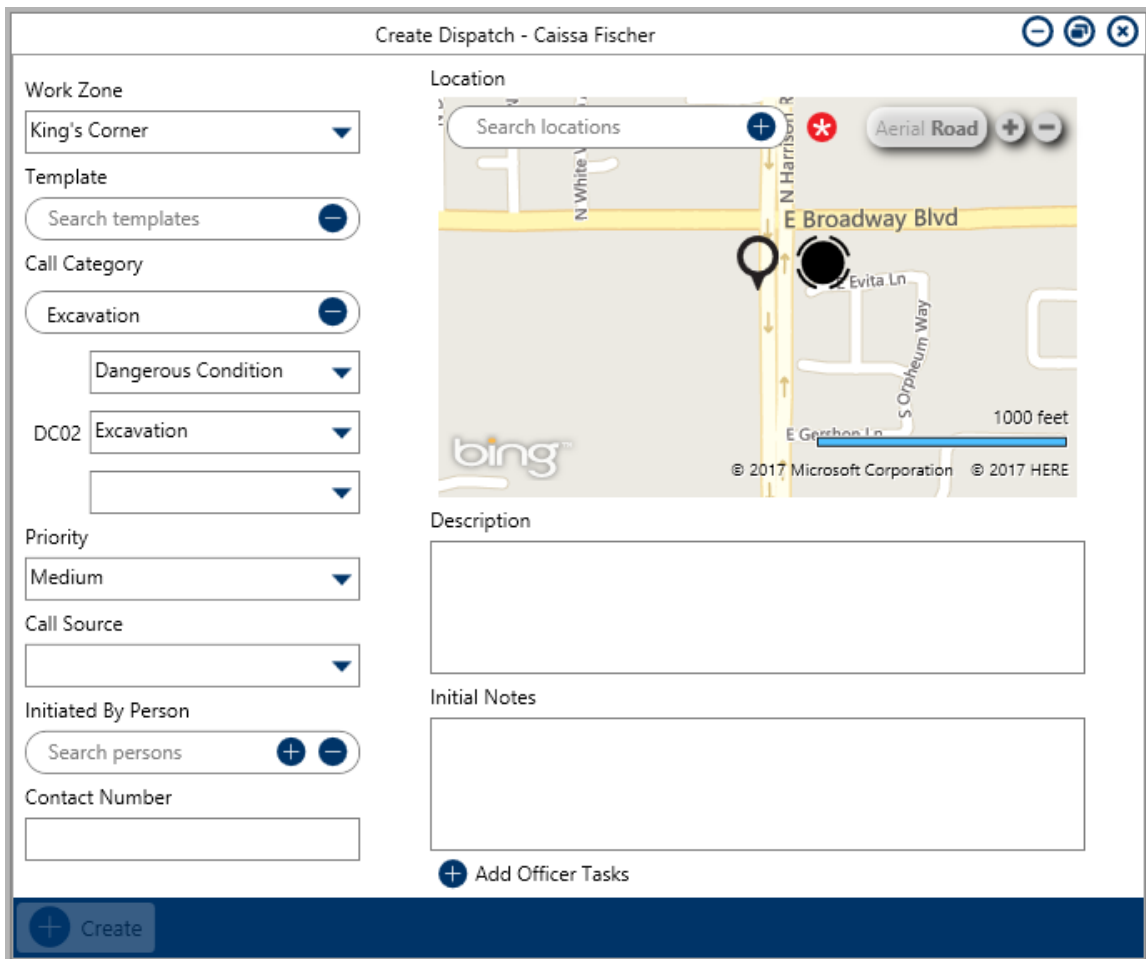 Create Dispatch - Caissa Fischer
Work Zone
King's Corner
Template
Search templates
Call Category
Excavation
Dangerous Condition
DC02 Excavation
Priority
Medium
Call Source
Initiated By Person
Search persons
Contact Number
Location
Search locations
Aerial Road
N White
N Harrison R
E Broadway Blvd
E Evita Ln
S Orpheum Way
1000 feet
E Gershon Ln
bing
© 2017 Microsoft Corporation © 2017 HERE
Description
Initial Notes
Add Officer Tasks
Create